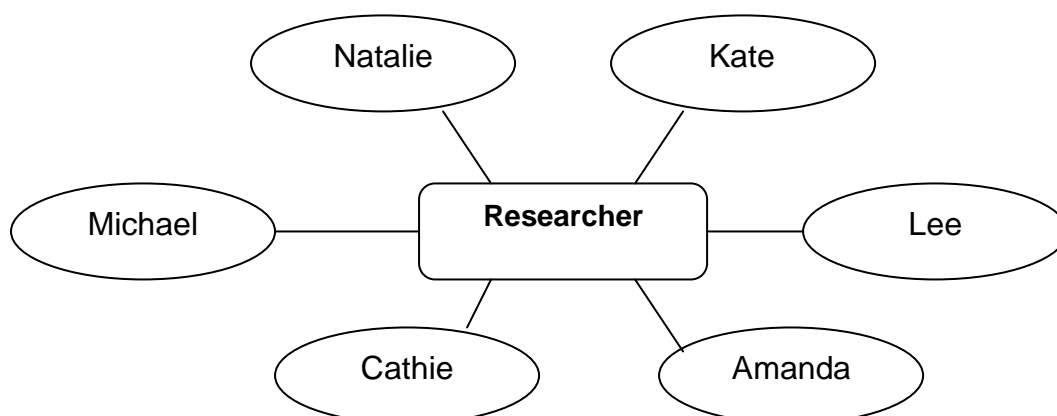 Natalie
Kate
Michael
Researcher
Lee
Cathie
Amanda